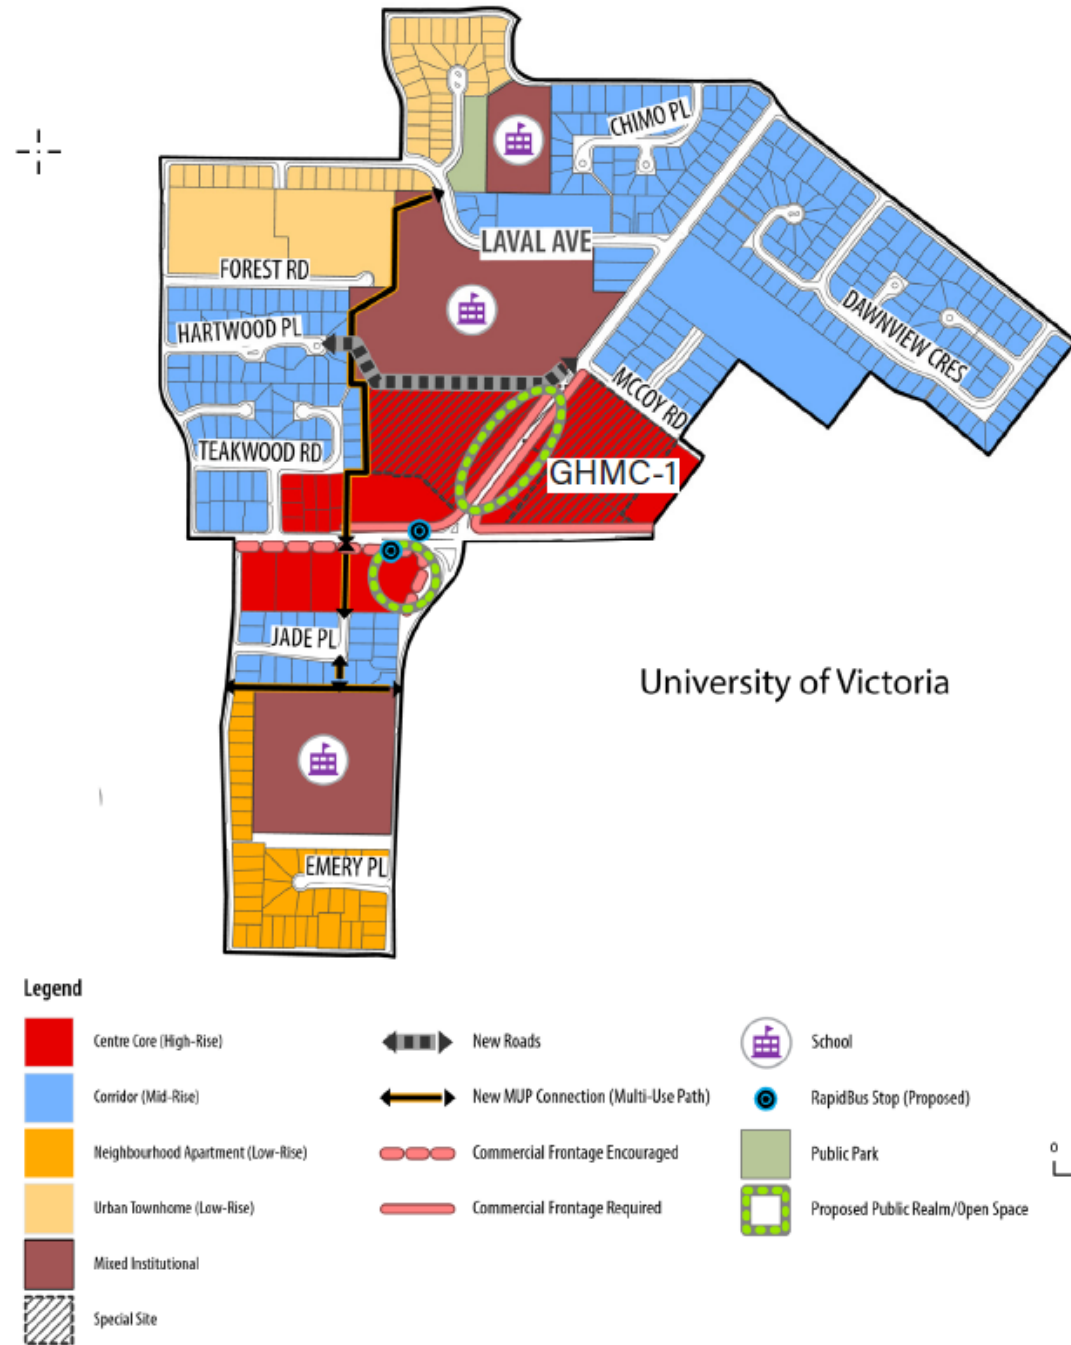 CHIMO PL
LAVAL AVE
FOREST RD
DAWNVIEW CRES
HARTWOOD PL
MCCOY RD
TEAKWOOD RD
GHMC-1
JADE PL
University of Victoria
EMERY PL
Legend
Centre Core (High-Rise)
New Roads
School
Corridor (Mid-Rise)
New MUP Connection (Multi-Use Path)
RapidBus Stop (Proposed)
Neighbourhood Apartment (Low-Rise)
Commercial Frontage Encouraged
Public Park
0
Urban Townhome (Low-Rise)
Commercial Frontage Required
Proposed Public Realm/Open Space
Mixed Institutional
Special Site